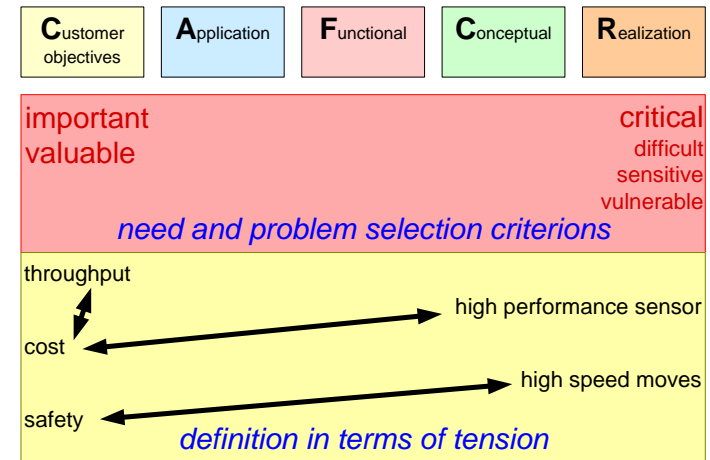 Customer
objectives
Application
Functional
Conceptual
Realization
important
valuable
critical
difficult
sensitive
vulnerable
need and problem selection criterions
throughput
high performance sensor
cost
high speed moves
safety
definition in terms of tension